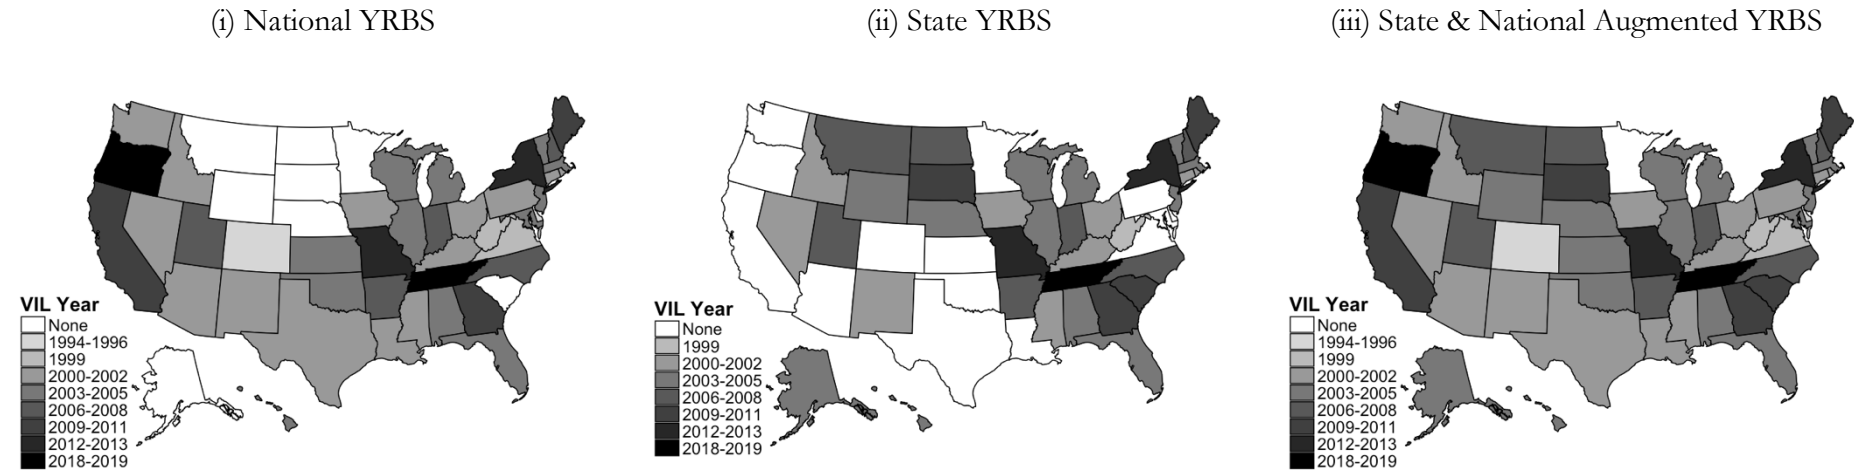 (i) National YRBS
(ii) State YRBS
(iii) State & National Augmented YRBS
VIL Year
None
1994-1996
1999
2000-2002
2003-2005
2006-2008
2009-2011
2012-2013
2018-2019
VIL Year
None
1999
2000-2002
2003-2005
2006-2008
2009-2011
2012-2013
2018-2019
VIL Year
None
1994-1996
1999
2000-2002
2003-2005
2006-2008
2009-2011
2012-2013
2018-2019